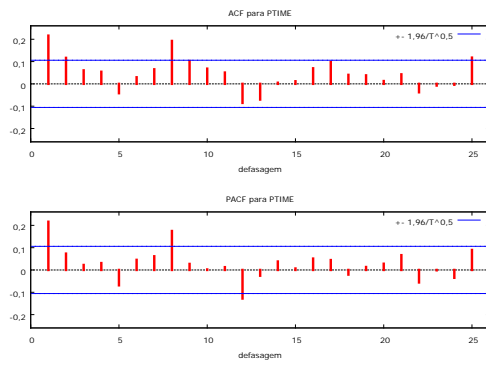 ACF para PTIME
+- 1,96/T^0,5
0,2
0,1
0
-0,1
-0,2
0 5 10 15 20 25
defasagem
PACF para PTIME
+- 1,96/T^0,5
0,2
0,1
0
-0,1
-0,2
0 5 10 15 20 25
defasagem